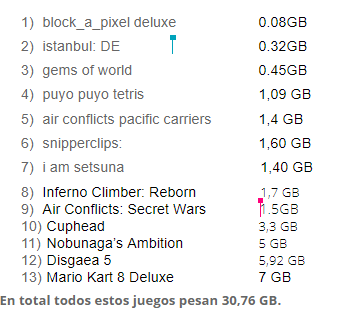 1) block_a_pixel deluxe 0.08GB
2) istanbul: DE 0.32GB
3) gems of world 0.45GB
4) puyo puyo tetris 1,09 GB
5) air conflicts pacific carriers 1,4 GB
6) snipperclips: 1,60 GB
7) i am setsuna 1,40 GB
8) Inferno Climber: Reborn 1,7 GB
9) Air Conflicts: Secret Wars 1.5GB
10) Cuphead 3,3 GB
11) Nobunaga’s Ambition 5 GB
12) Disgaea 5 5,92 GB
13) Mario Kart 8 Deluxe 7 GB
En total todos estos juegos pesan 30,76 GB.